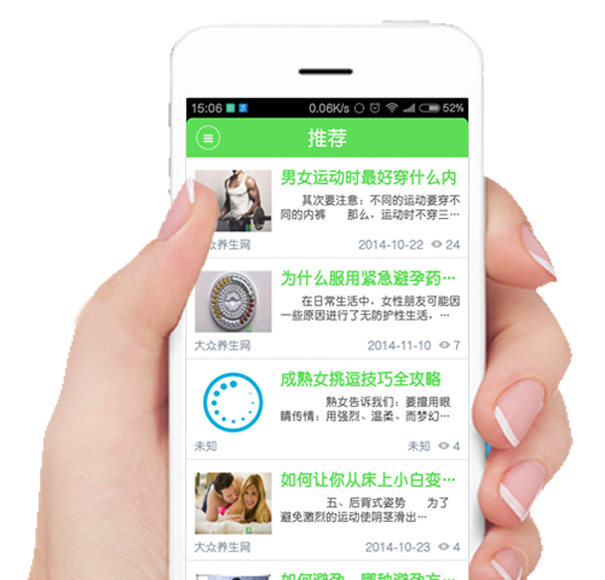 15:06 0.06K/s 52%
推荐
男女运动时最好穿什么内
其次要注意：不同的运动要穿不
同的内裤 那么，运动时不穿三…
大众养生网 2014-10-22 24
为什么服用紧急避孕药…
在日常生活中，女性朋友可能因
一些原因进行了无防护性生活，…
大众养生网 2014-11-10 7
成熟女挑逗技巧全攻略
熟女告诉我们：要擅用眼
睛传情：用强烈、温柔、而梦幻…
未知 未知 4
如何让你从床上小白变…
五、后背式姿势 为了
避免激烈的运动使阴茎滑出…
大众养生网 2014-10-23 4
如何避孕，哪种避孕方…